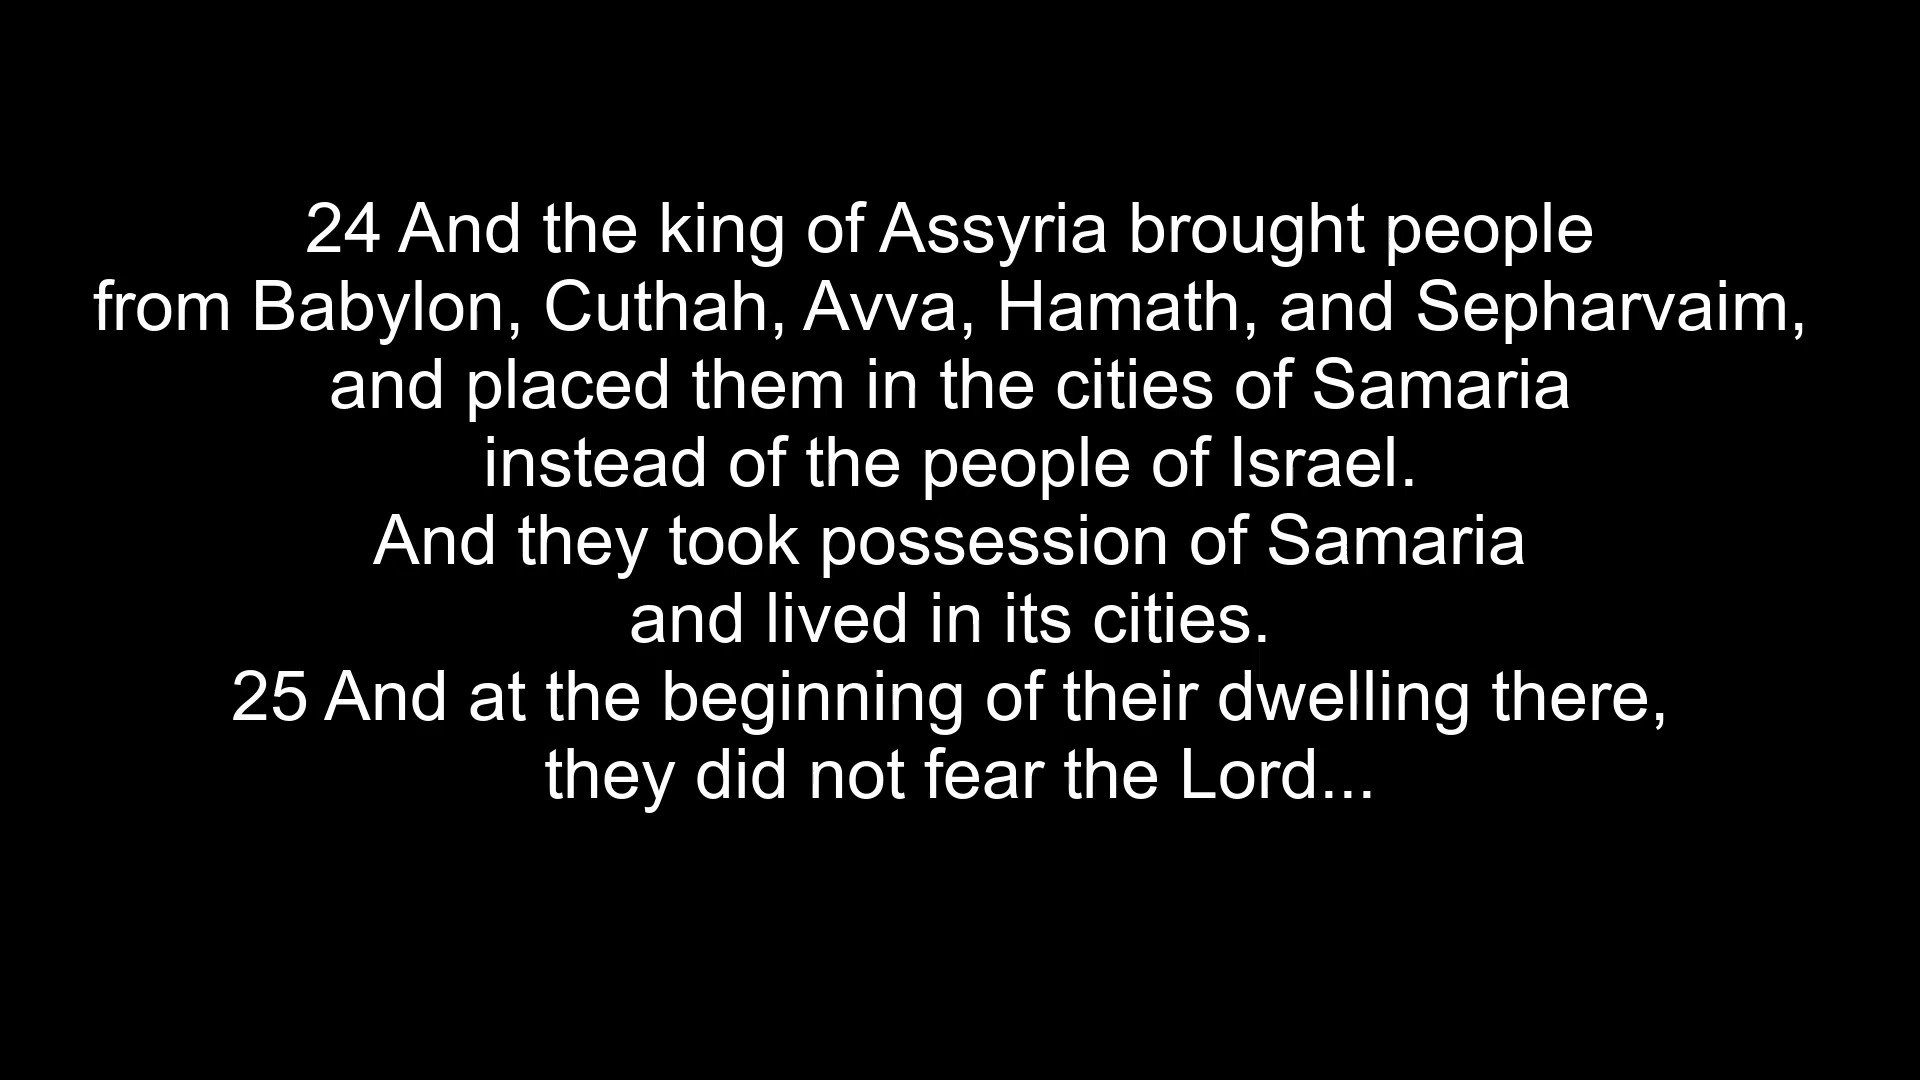 24 And the king of Assyria brought people
from Babylon, Cuthah, Avva, Hamath, and Sepharvaim,
and placed them in the cities of Samaria
instead of the people of Israel.
And they took possession of Samaria
and lived in its cities.
25 And at the beginning of their dwelling there,
they did not fear the Lord...